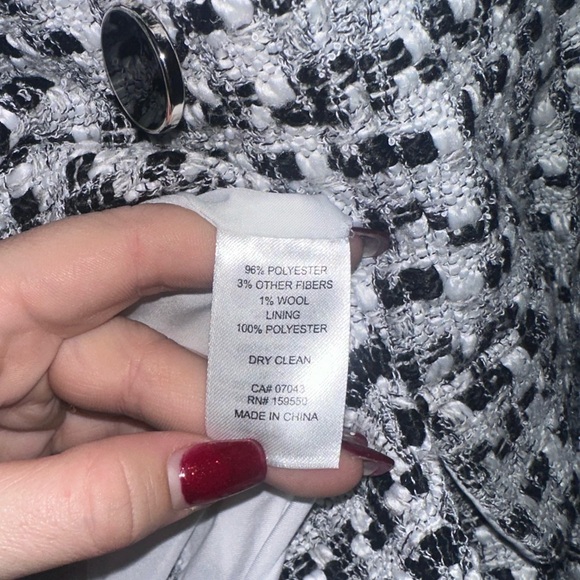 96% POLYESTER
3% OTHER FIBERS
1% WOOL
LINING
100% POLYESTER
DRY CLEAN
CA# 07043
RN# 159550
MADE IN CHINA